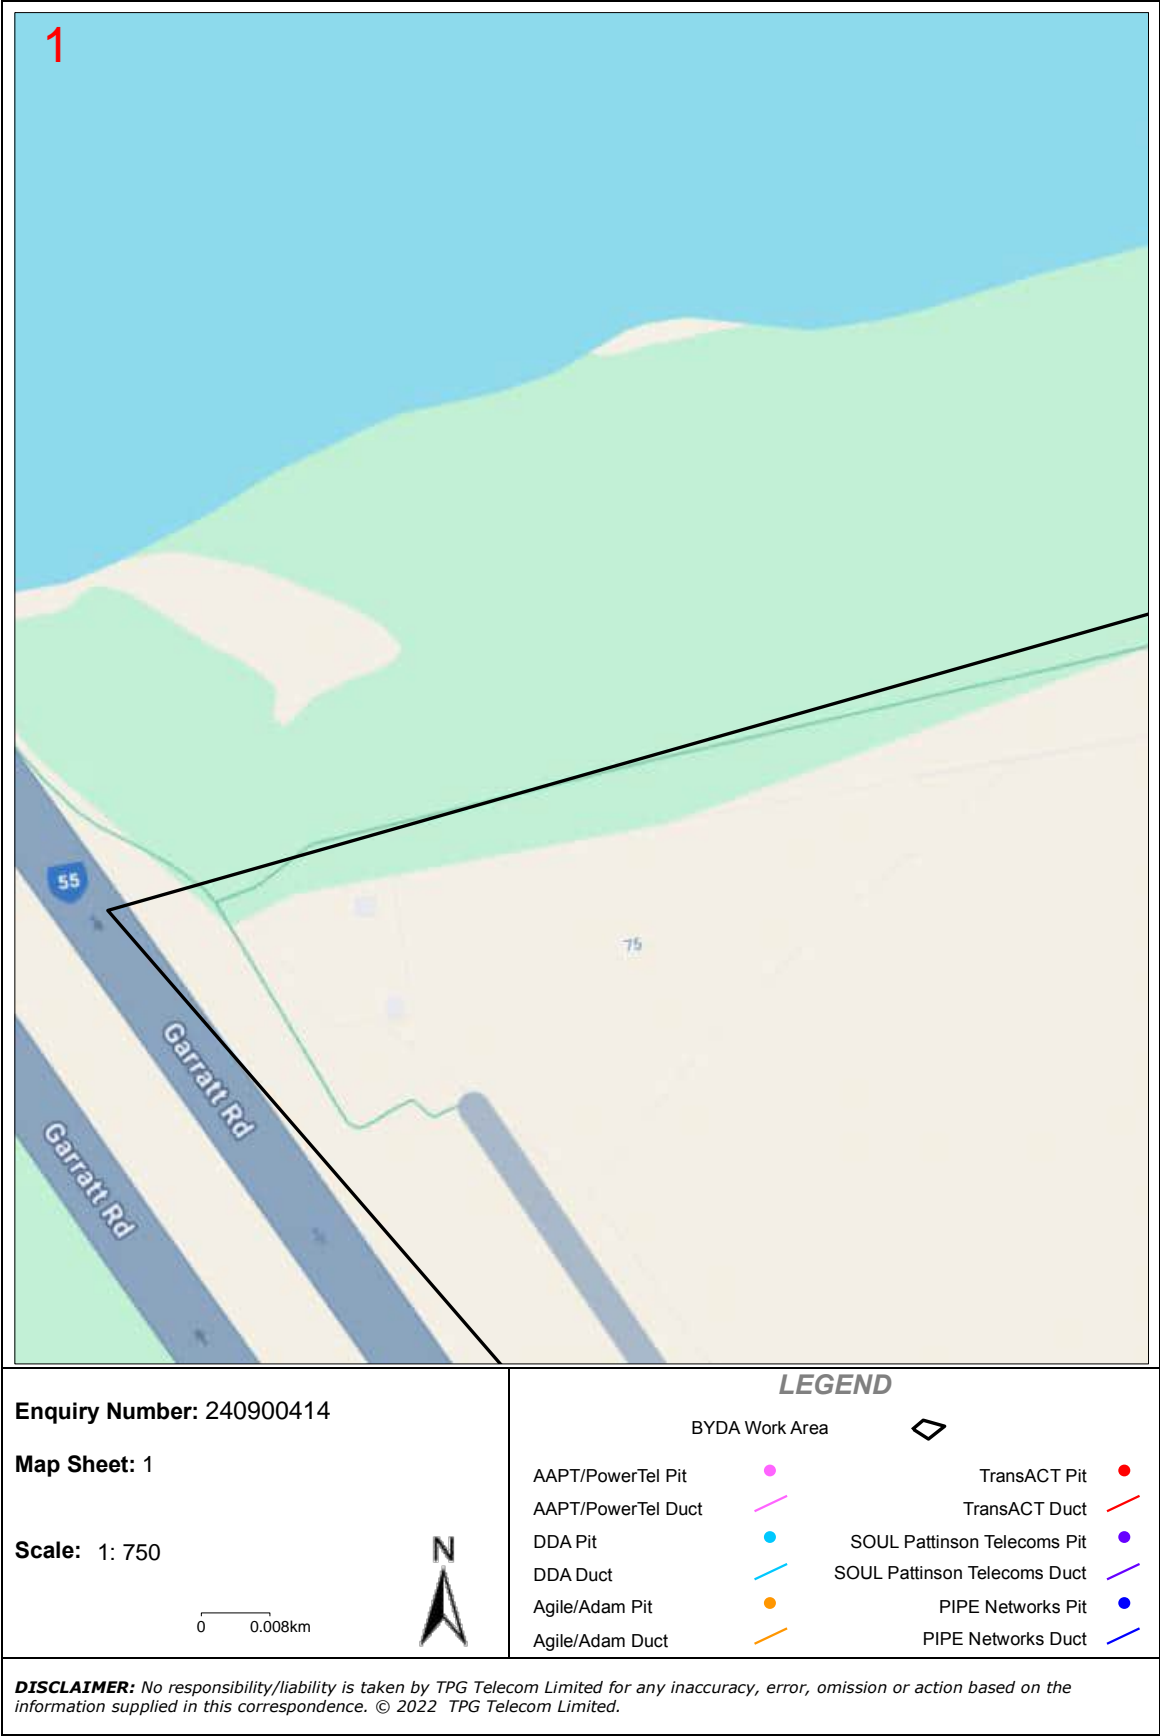 1
55
75
Garratt Rd
Garratt Rd
Enquiry Number: 240900414
Map Sheet: 1
Scale: 1: 750
0 0.008km
N
LEGEND
BYDA Work Area
AAPT/PowerTel Pit
AAPT/PowerTel Duct
DDA Pit
DDA Duct
Agile/Adam Pit
Agile/Adam Duct
TransACT Pit
TransACT Duct
SOUL Pattinson Telecoms Pit
SOUL Pattinson Telecoms Duct
PIPE Networks Pit
PIPE Networks Duct
DISCLAIMER: No responsibility/liability is taken by TPG Telecom Limited for any inaccuracy, error, omission or action based on the
information supplied in this correspondence. © 2022 TPG Telecom Limited.